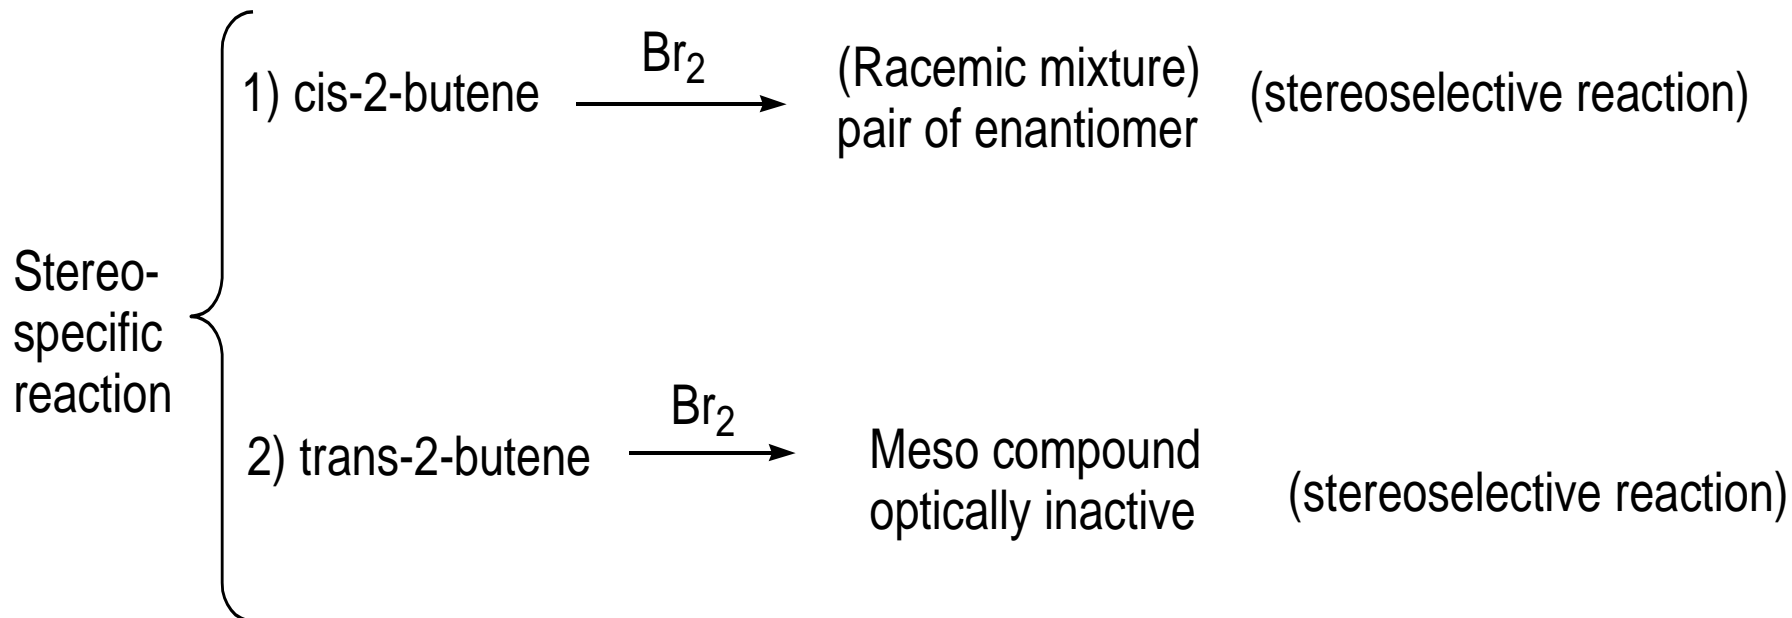 Stereo-
specific
reaction
1) cis-2-butene
Br2
(Racemic mixture)
pair of enantiomer
(stereoselective reaction)
2) trans-2-butene
Br2
Meso compound
optically inactive
(stereoselective reaction)